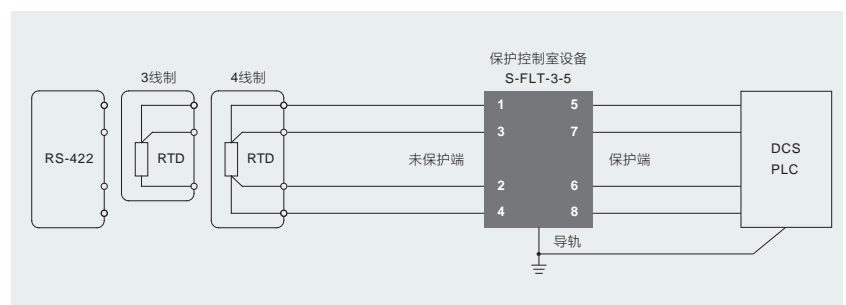 保护控制室设备
S-FLT-3-5
3线制
4线制
RS-422
RTD
RTD
未保护端
1 5
3 7
2 6
4 8
保护端
DCS
PLC
导轨